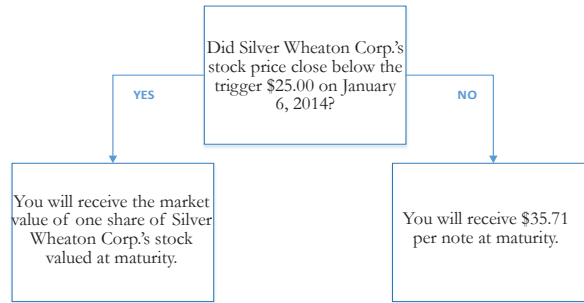 Did Silver Wheaton Corp.'s
stock price close below the
trigger $25.00 on January
6, 2014?
YES
NO
You will receive the market
value of one share of Silver
Wheaton Corp.'s stock
valued at maturity.
You will receive $35.71
per note at maturity.